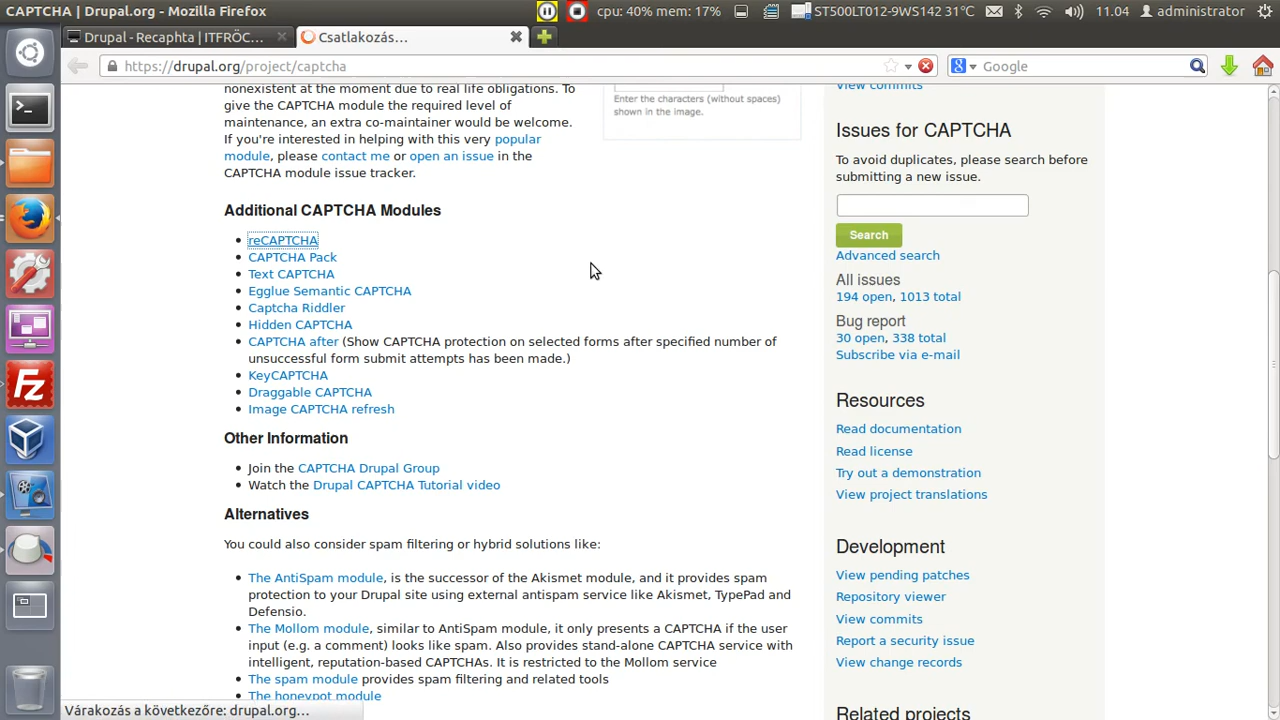 CAPTCHA | Drupal.org - Mozilla Firefox
cpu: 40% mem: 17%
ST500LT012-9WS142 31°C
11.04
administrator
Drupal - Recaphta | ITFRÖC...
Csatlakozás...
https://drupal.org/project/captcha
Google
nonexistent at the moment due to real life obligations. To
give the CAPTCHA module the required level of
maintenance, an extra co-maintainer would be welcome.
If you're interested in helping with this very popular
module, please contact me or open an issue in the
CAPTCHA module issue tracker.
Enter the characters (without spaces)
shown in the image.
Additional CAPTCHA Modules
reCAPTCHA
CAPTCHA Pack
Text CAPTCHA
Egglue Semantic CAPTCHA
Captcha Riddler
Hidden CAPTCHA
CAPTCHA after (Show CAPTCHA protection on selected forms after specified number of
unsuccessful form submit attempts has been made.)
KeyCAPTCHA
Draggable CAPTCHA
Image CAPTCHA refresh
Other Information
Join the CAPTCHA Drupal Group
Watch the Drupal CAPTCHA Tutorial video
Alternatives
You could also consider spam filtering or hybrid solutions like:
The AntiSpam module, is the successor of the Akismet module, and it provides spam
protection to your Drupal site using external antispam service like Akismet, TypePad and
Defensio.
The Mollom module, similar to AntiSpam module, it only presents a CAPTCHA if the user
input (e.g. a comment) looks like spam. Also provides stand-alone CAPTCHA service with
intelligent, reputation-based CAPTCHAs. It is restricted to the Mollom service
The spam module provides spam filtering and related tools
The honeypot module
View commits
Issues for CAPTCHA
To avoid duplicates, please search before
submitting a new issue.
Search
Advanced search
All issues
194 open, 1013 total
Bug report
30 open, 338 total
Subscribe via e-mail
Resources
Read documentation
Read license
Try out a demonstration
View project translations
Development
View pending patches
Repository viewer
View commits
Report a security issue
View change records
Related projects
Várakozás a következőre: drupal.org...